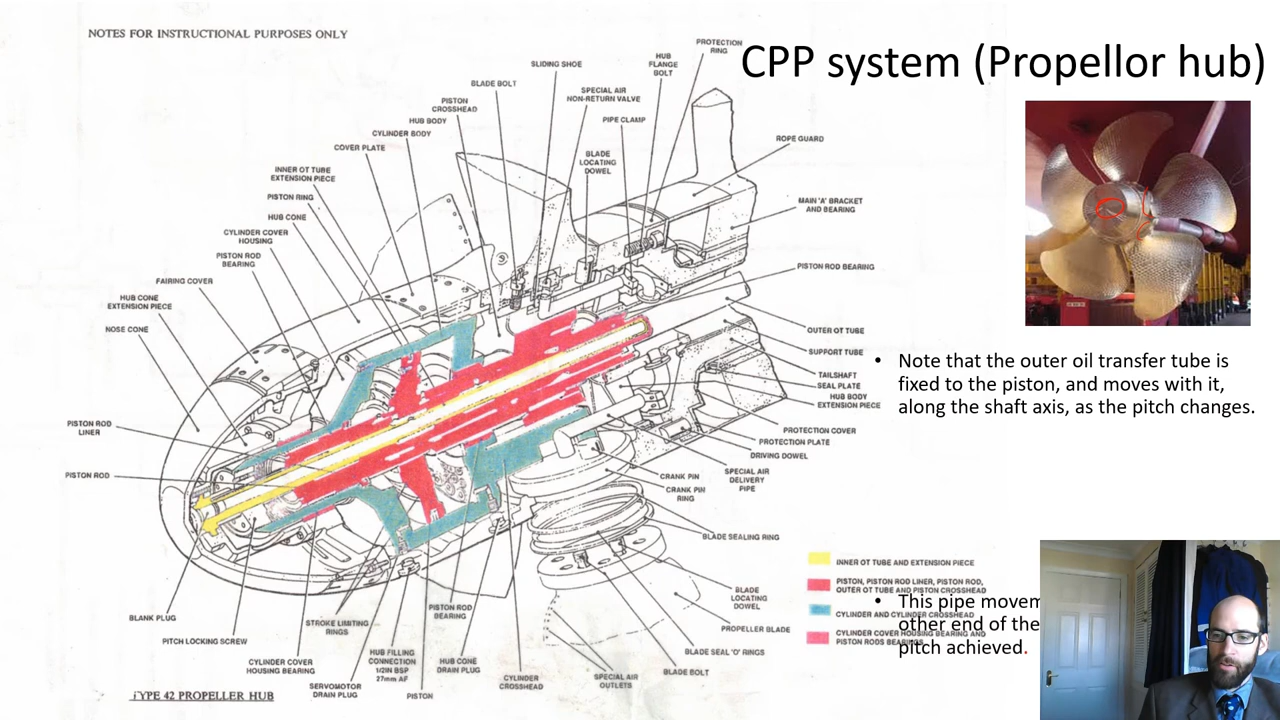 NOTES FOR INSTRUCTIONAL PURPOSES ONLY
CPP system (Propellor hub)
PROTECTION
RING
HUB
FLANGE
BOLT
SLIDING SHOE
BLADE BOLT
SPECIAL AIR
NON-RETURN VALVE
PISTON
CROSSHEAD
PIPE CLAMP
HUB BODY
CYLINDER BODY
COVER PLATE
BLADE
LOCATING
DOWEL
ROPE GUARD
INNER OT TUBE
EXTENSION PIECE
PISTON RING
MAIN 'A' BRACKET
AND BEARING
HUB CONE
CYLINDER COVER
HOUSING
PISTON ROD
BEARING
PISTON ROD BEARING
FAIRING COVER
HUB CONE
EXTENSION PIECE
NOSE CONE
OUTER OT TUBE
SUPPORT TUBE
TAILSHAFT
SEAL PLATE
HUB BODY
EXTENSION PIECE
• Note that the outer oil transfer tube is
fixed to the piston, and moves with it,
along the shaft axis, as the pitch changes.
PISTON ROD
LINER
PROTECTION COVER
PROTECTION PLATE
DRIVING DOWEL
PISTON ROD
CRANK PIN
SPECIAL AIR
DELIVERY
PIPE
CRANK PIN
RING
BLADE SEALING RING
INNER OT TUBE AND EXTENSION PIECE
PISTON, PISTON ROD LINER, PISTON ROD,
OUTER OT TUBE AND PISTON CROSSHEAD
• This pipe movem
CYLINDER AND CYLINDER CROSSHEAD
other end of the
CYLINDER COVER HOUSING BEARING AND
PISTON RODS BEARINGS
pitch achieved.
BLADE
LOCATING
DOWEL
PROPELLER BLADE
BLADE SEAL 'O' RINGS
BLADE BOLT
SPECIAL AIR
OUTLETS
CYLINDER
CROSSHEAD
PISTON ROD
BEARING
HUB CONE
DRAIN PLUG
PISTON
HUB FILLING
CONNECTION
1/2IN BSP
27mm AF
STROKE LIMITING
RINGS
SERVOMOTOR
DRAIN PLUG
CYLINDER COVER
HOUSING BEARING
PITCH LOCKING SCREW
BLANK PLUG
TYPE 42 PROPELLER HUB